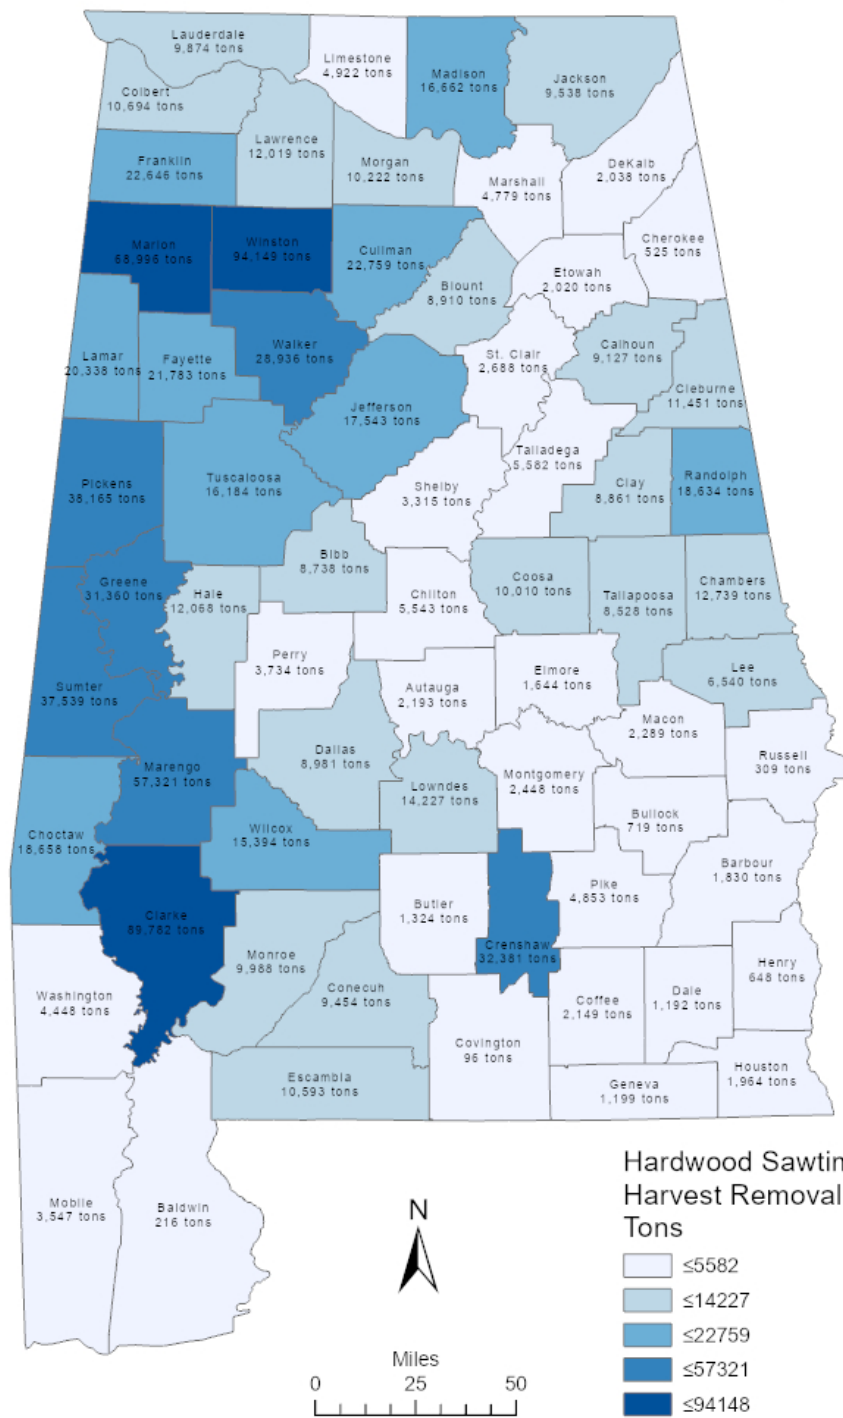 Lauderdale
9,874 tons
Limestone
4,922 tons
Madison
16,662 tons
Jackson
9,538 tons
Colbert
10,694 tons
Lawrence
12,019 tons
Franklin
22,646 tons
Morgan
10,222 tons
Marshall
4,779 tons
DeKalb
2,038 tons
Marion
68,996 tons
Winston
94,149 tons
Cullman
22,759 tons
Cherokee
525 tons
Etowah
2,020 tons
Blount
8,910 tons
Lamar
20,338 tons
Fayette
21,783 tons
Walker
28,936 tons
St. Clair
2,688 tons
Calhoun
9,127 tons
Cleburne
11,451 tons
Jefferson
17,543 tons
Talladega
5,582 tons
Pickens
38,165 tons
Tuscaloosa
16,184 tons
Shelby
3,315 tons
Clay
8,861 tons
Randolph
18,634 tons
Bibb
8,738 tons
Greene
31,360 tons
Hale
12,068 tons
Chilton
5,543 tons
Coosa
10,010 tons
Tallapoosa
8,528 tons
Chambers
12,739 tons
Perry
3,734 tons
Elmore
1,644 tons
Lee
6,540 tons
Sumter
37,539 tons
Autauga
2,193 tons
Macon
2,289 tons
Russell
309 tons
Marengo
57,321 tons
Dallas
8,981 tons
Lowndes
14,227 tons
Montgomery
2,448 tons
Bullock
719 tons
Choctaw
18,658 tons
Wilcox
15,394 tons
Barbour
1,830 tons
Clarke
89,782 tons
Butler
1,324 tons
Pike
4,853 tons
Crenshaw
32,381 tons
Monroe
9,988 tons
Conecuh
9,454 tons
Henry
648 tons
Washington
4,448 tons
Coffee
2,149 tons
Dale
1,192 tons
Covington
96 tons
Escambia
10,593 tons
Geneva
1,199 tons
Houston
1,964 tons
Mobile
3,547 tons
Baldwin
216 tons
Hardwood Sawtin
Harvest Removal
Tons
≤5582
≤14227
≤22759
≤57321
≤94148
N
Miles
0 25 50